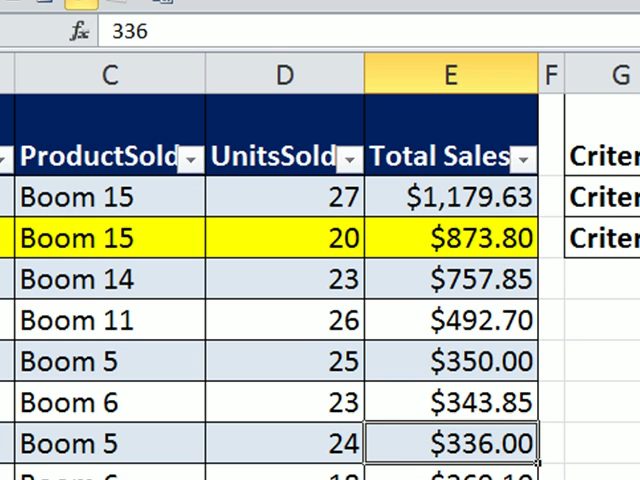 fx 336
C D E F G
ProductSold UnitsSold Total Sales Criter
Boom 15 27 $1,179.63 Criter
Boom 15 20 $873.80 Criter
Boom 14 23 $757.85
Boom 11 26 $492.70
Boom 5 25 $350.00
Boom 6 23 $343.85
Boom 5 24 $336.00